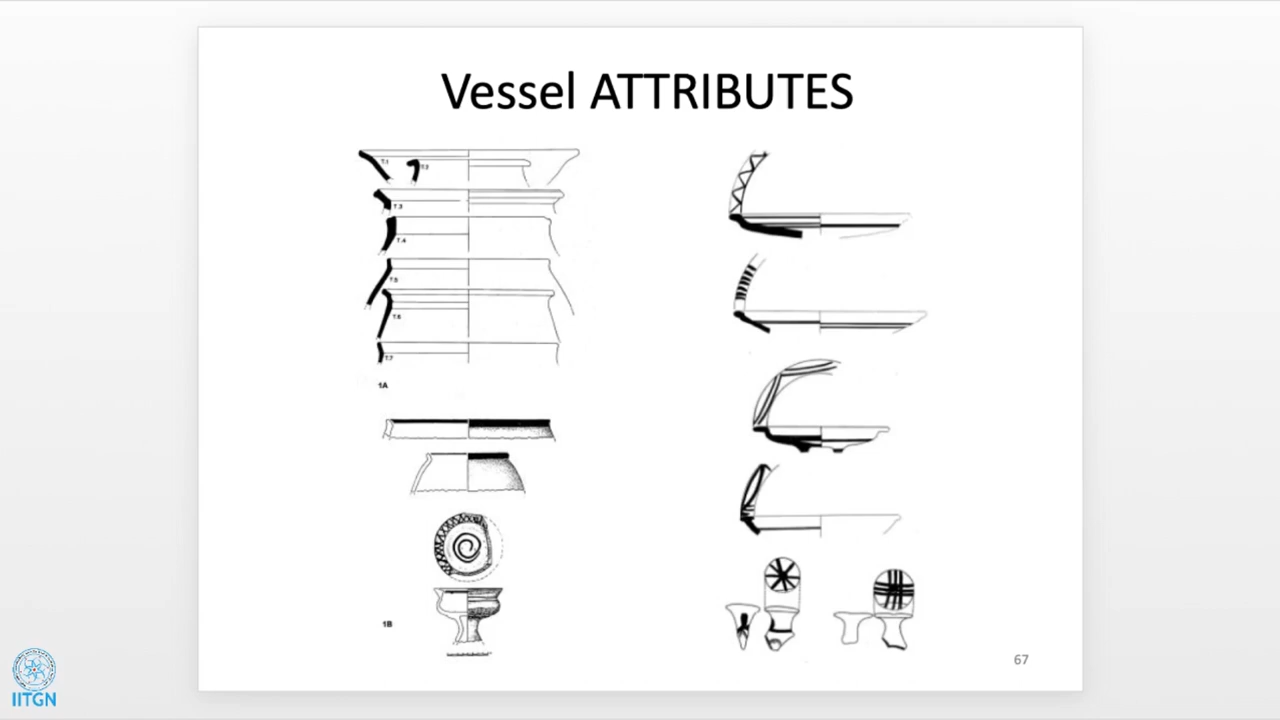 Vessel ATTRIBUTES
T.1
T.2
T.3
T.4
T.5
T.6
T.7
1A
1B
67
IITGN